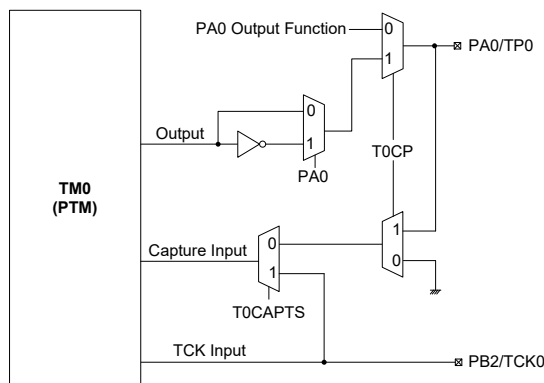 PA0 Output Function
0
1
PA0/TP0
0
1
Output
PA0
T0CP
TM0
(PTM)
Capture Input
0
1
T0CAPTS
1
0
TCK Input
PB2/TCK0